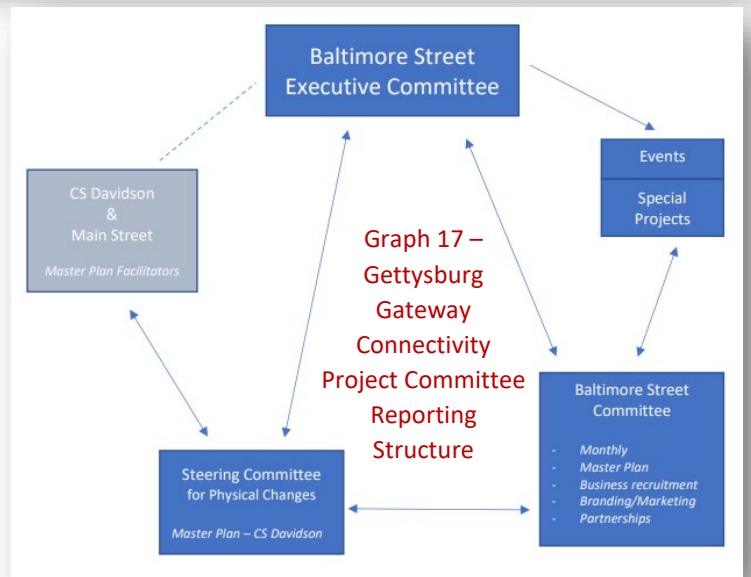 Baltimore Street
Executive Committee
Events
Special
Projects
CS Davidson
&
Main Street
Master Plan Facilitators
Graph 17 –
Gettysburg
Gateway
Connectivity
Project Committee
Reporting
Structure
Baltimore Street
Committee
- Monthly
- Master Plan
- Business recruitment
- Branding/Marketing
- Partnerships
Steering Committee
for Physical Changes
Master Plan – CS Davidson